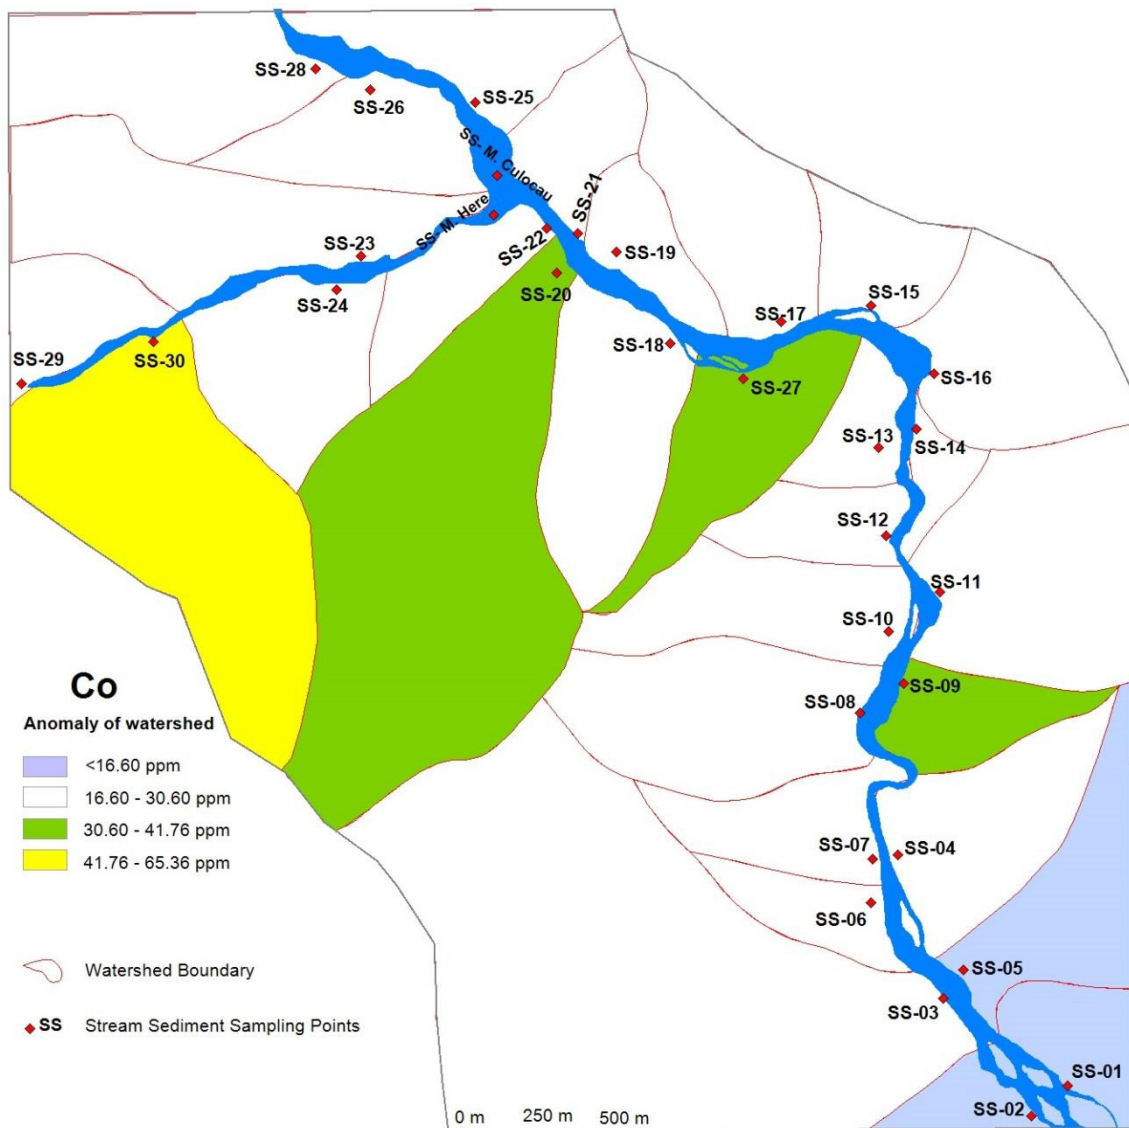 SS-28
SS-26
SS-25
SS- M. Culocau
SS- M. Here
SS-21
SS-22
SS-23
SS-24
SS-19
SS-20
SS-15
SS-17
SS-18
SS-30
SS-29
SS-27
SS-16
SS-13
SS-14
SS-12
SS-11
SS-10
SS-09
SS-08
SS-07
SS-04
SS-06
SS-05
SS-03
SS-01
SS-02
Co
Anomaly of watershed
<16.60 ppm
16.60 - 30.60 ppm
30.60 - 41.76 ppm
41.76 - 65.36 ppm
Watershed Boundary
SS Stream Sediment Sampling Points
0 m 250 m 500 m